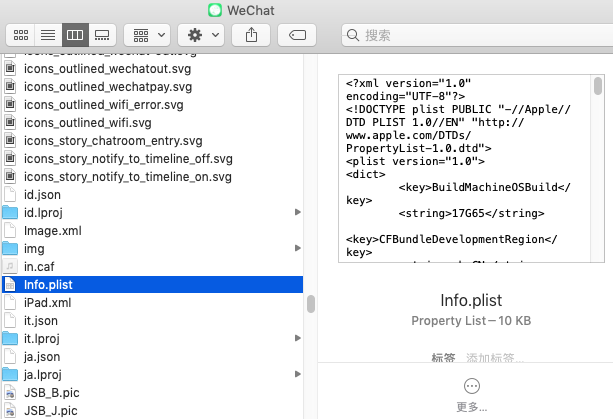 WeChat
搜索
icons_outlined_wechatout.svg
icons_outlined_wechatpay.svg
icons_outlined_wifi_error.svg
icons_outlined_wifi.svg
icons_story_chatroom_entry.svg
icons_story_notify_to_timeline_off.svg
icons_story_notify_to_timeline_on.svg
id.json
id.lproj
Image.xml
img
in.caf
Info.plist
iPad.xml
it.json
it.lproj
ja.json
ja.lproj
JSB_B.pic
JSB_J.pic
<?xml version="1.0"
encoding="UTF-8"?>
<!DOCTYPE plist PUBLIC "-//Apple//
DTD PLIST 1.0//EN" "http://
www.apple.com/DTDs/
PropertyList-1.0.dtd">
<plist version="1.0">
<dict>
<key>BuildMachineOSBuild</
key>
<string>17G65</string>
<key>CFBundleDevelopmentRegion</
key>
Info.plist
Property List — 10 KB
标签 添加标签...
更多...